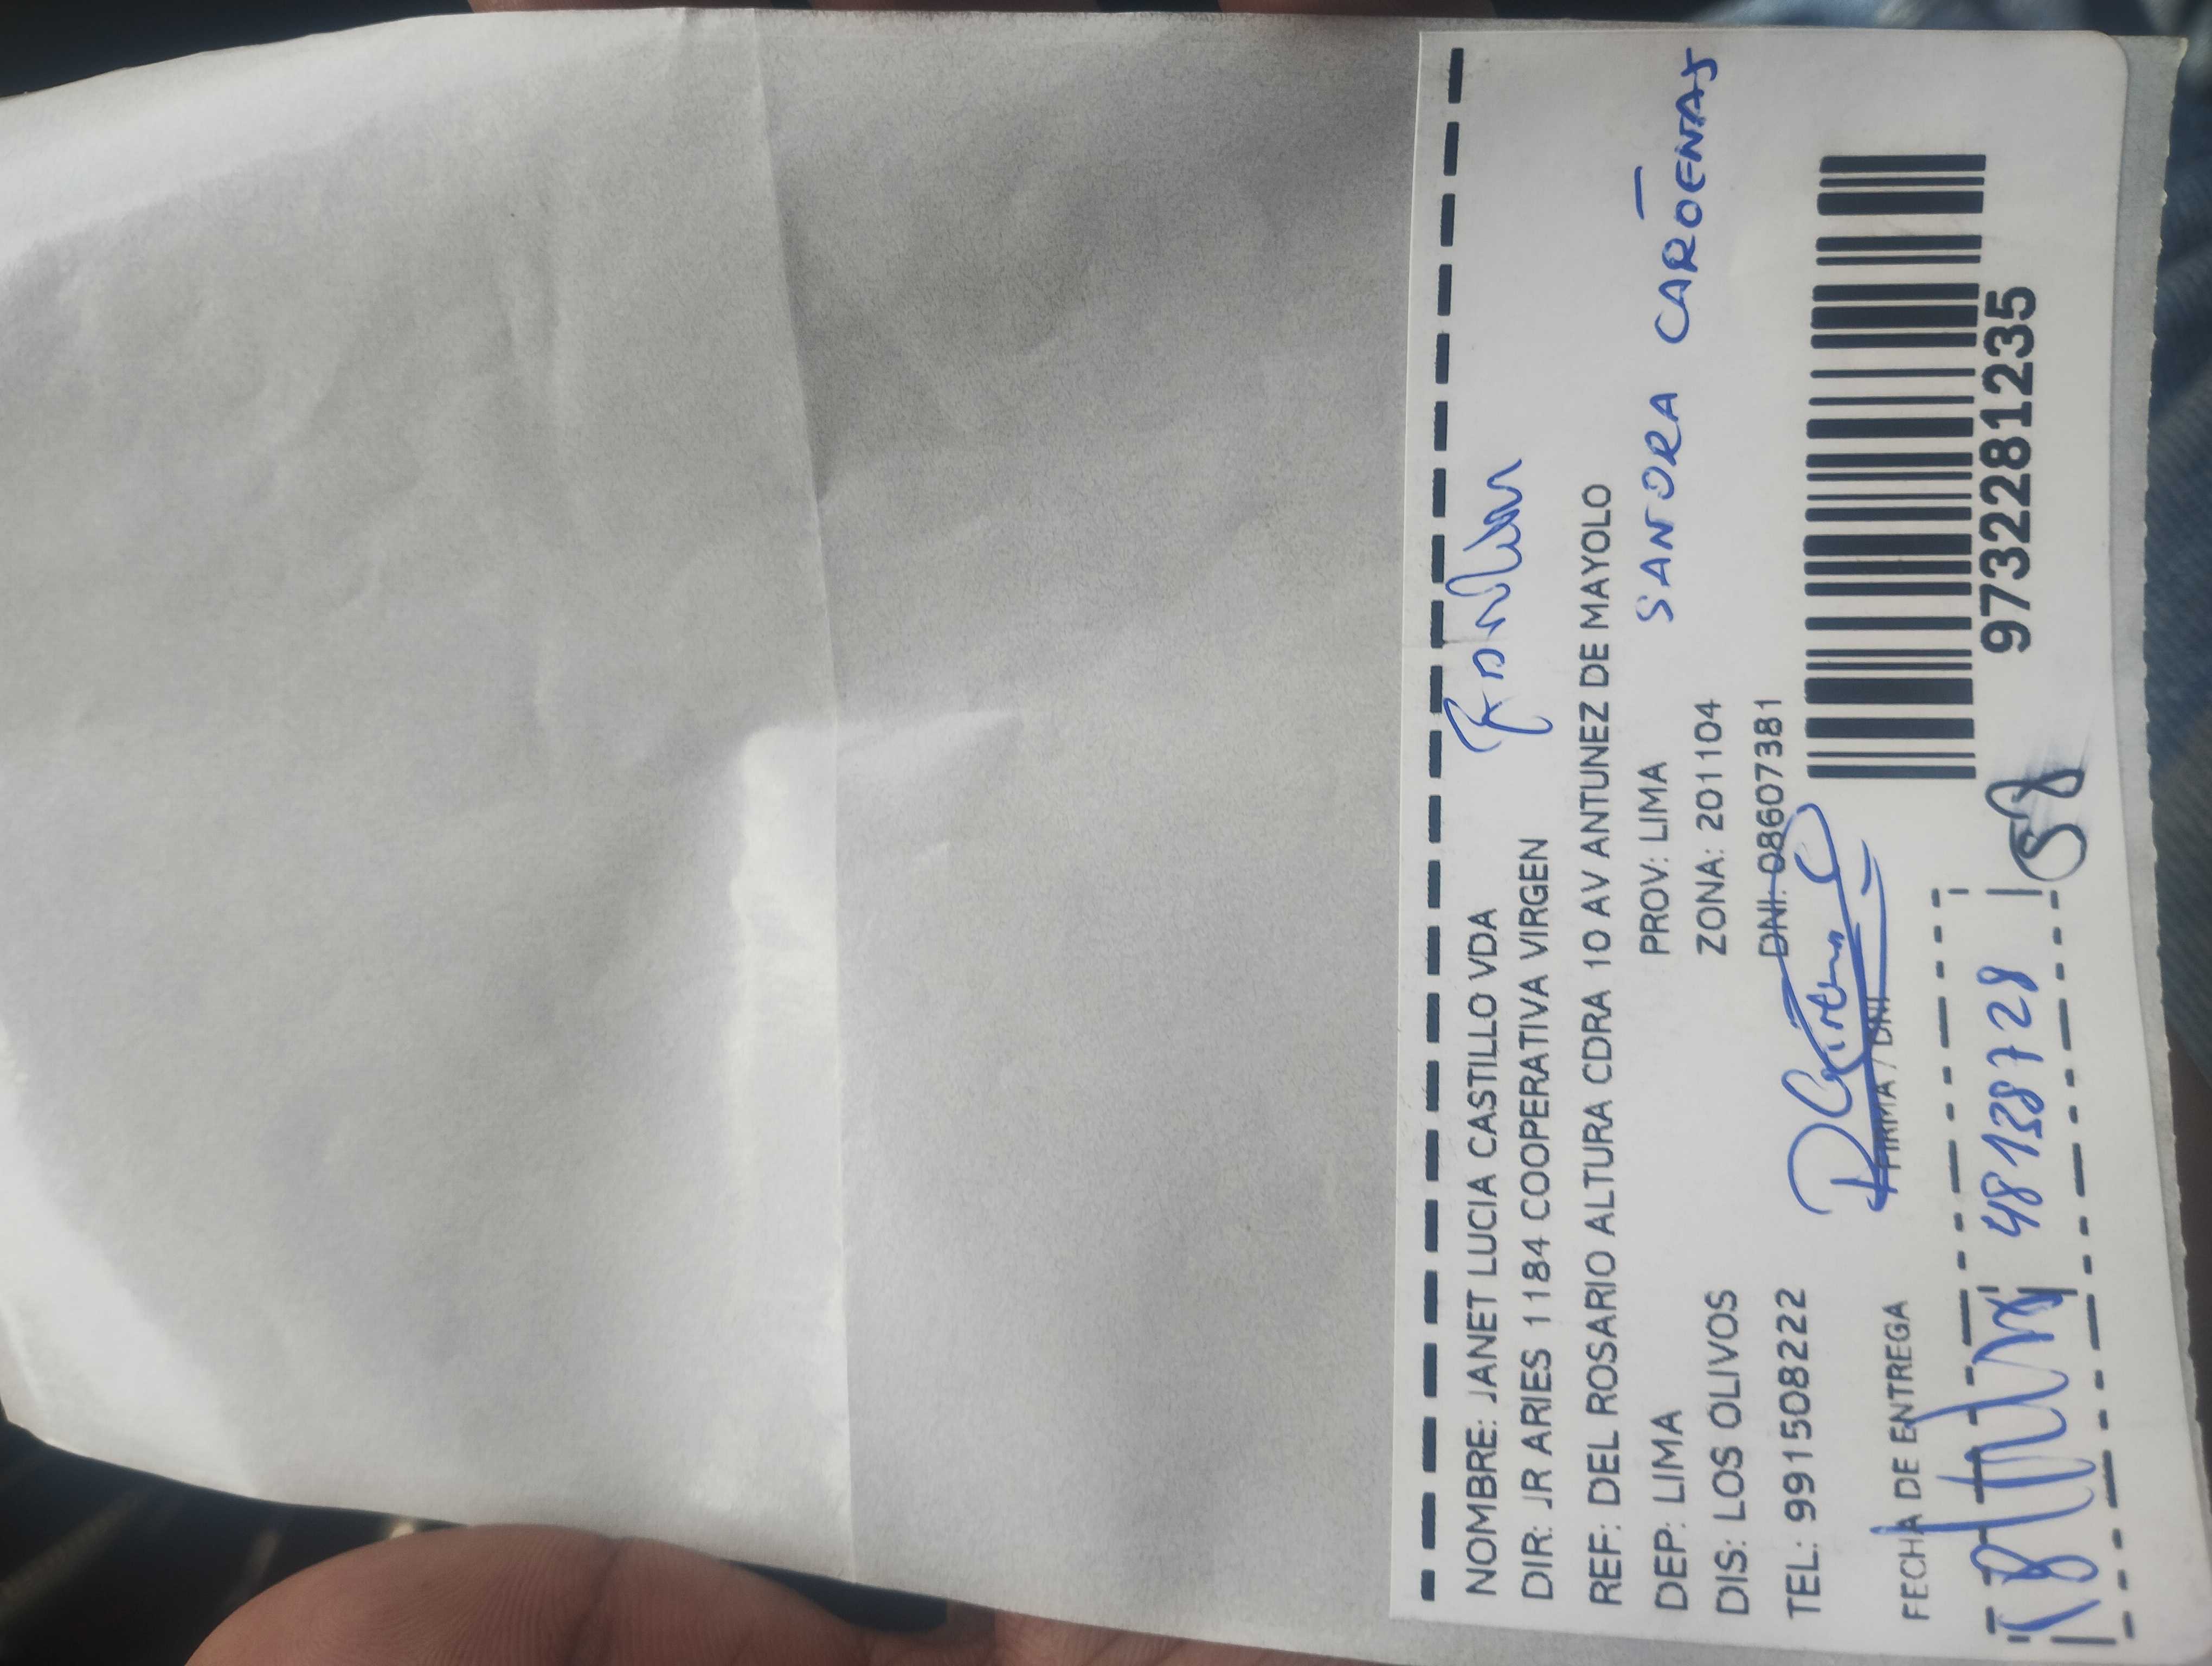 NOMBRE: JANET LUCIA CASTILLO VDA
DIR: JR ARIES 1184 COOPERATIVA VIRGEN
REF: DEL ROSARIO ALTURA CDRA 10 AV ANTUNEZ DE MAYOLO
DEP: LIMA PROV: LIMA SANDRA CARDENAS
DIS: LOS OLIVOS ZONA: 201104
TEL: 991508222 DNI: 08607381
FIRMA / DNI
FECHA DE ENTREGA
48138728
9732281235